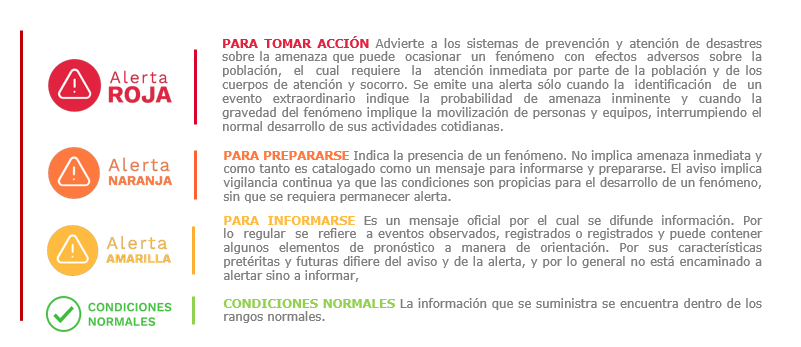 Alerta
ROJA
PARA TOMAR ACCIÓN Advierte a los sistemas de prevención y atención de desastres
sobre la amenaza que puede ocasionar un fenómeno con efectos adversos sobre la
población, el cual requiere la atención inmediata por parte de la población y de los
cuerpos de atención y socorro. Se emite una alerta sólo cuando la identificación de un
evento extraordinario indique la probabilidad de amenaza inminente y cuando la
gravedad del fenómeno implique la movilización de personas y equipos, interrumpiendo el
normal desarrollo de sus actividades cotidianas.
Alerta
NARANJA
PARA PREPARARSE Indica la presencia de un fenómeno. No implica amenaza inmediata y
como tanto es catalogado como un mensaje para informarse y prepararse. El aviso implica
vigilancia continua ya que las condiciones son propicias para el desarrollo de un fenómeno,
sin que se requiera permanecer alerta.
Alerta
AMARILLA
PARA INFORMARSE Es un mensaje oficial por el cual se difunde información. Por
lo regular se refiere a eventos observados, registrados o registrados y puede contener
algunos elementos de pronóstico a manera de orientación. Por sus características
pretéritas y futuras difiere del aviso y de la alerta, y por lo general no está encaminado a
alertar sino a informar,
CONDICIONES
NORMALES
CONDICIONES NORMALES La información que se suministra se encuentra dentro de los
rangos normales.